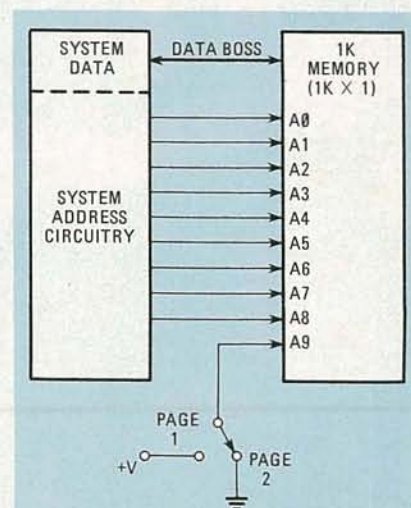 SYSTEM
DATA
DATA BOSS
1K
MEMORY
(1K X 1)
SYSTEM
ADDRESS
CIRCUITRY
A0
A1
A2
A3
A4
A5
A6
A7
A8
A9
PAGE
1
+V
PAGE
2